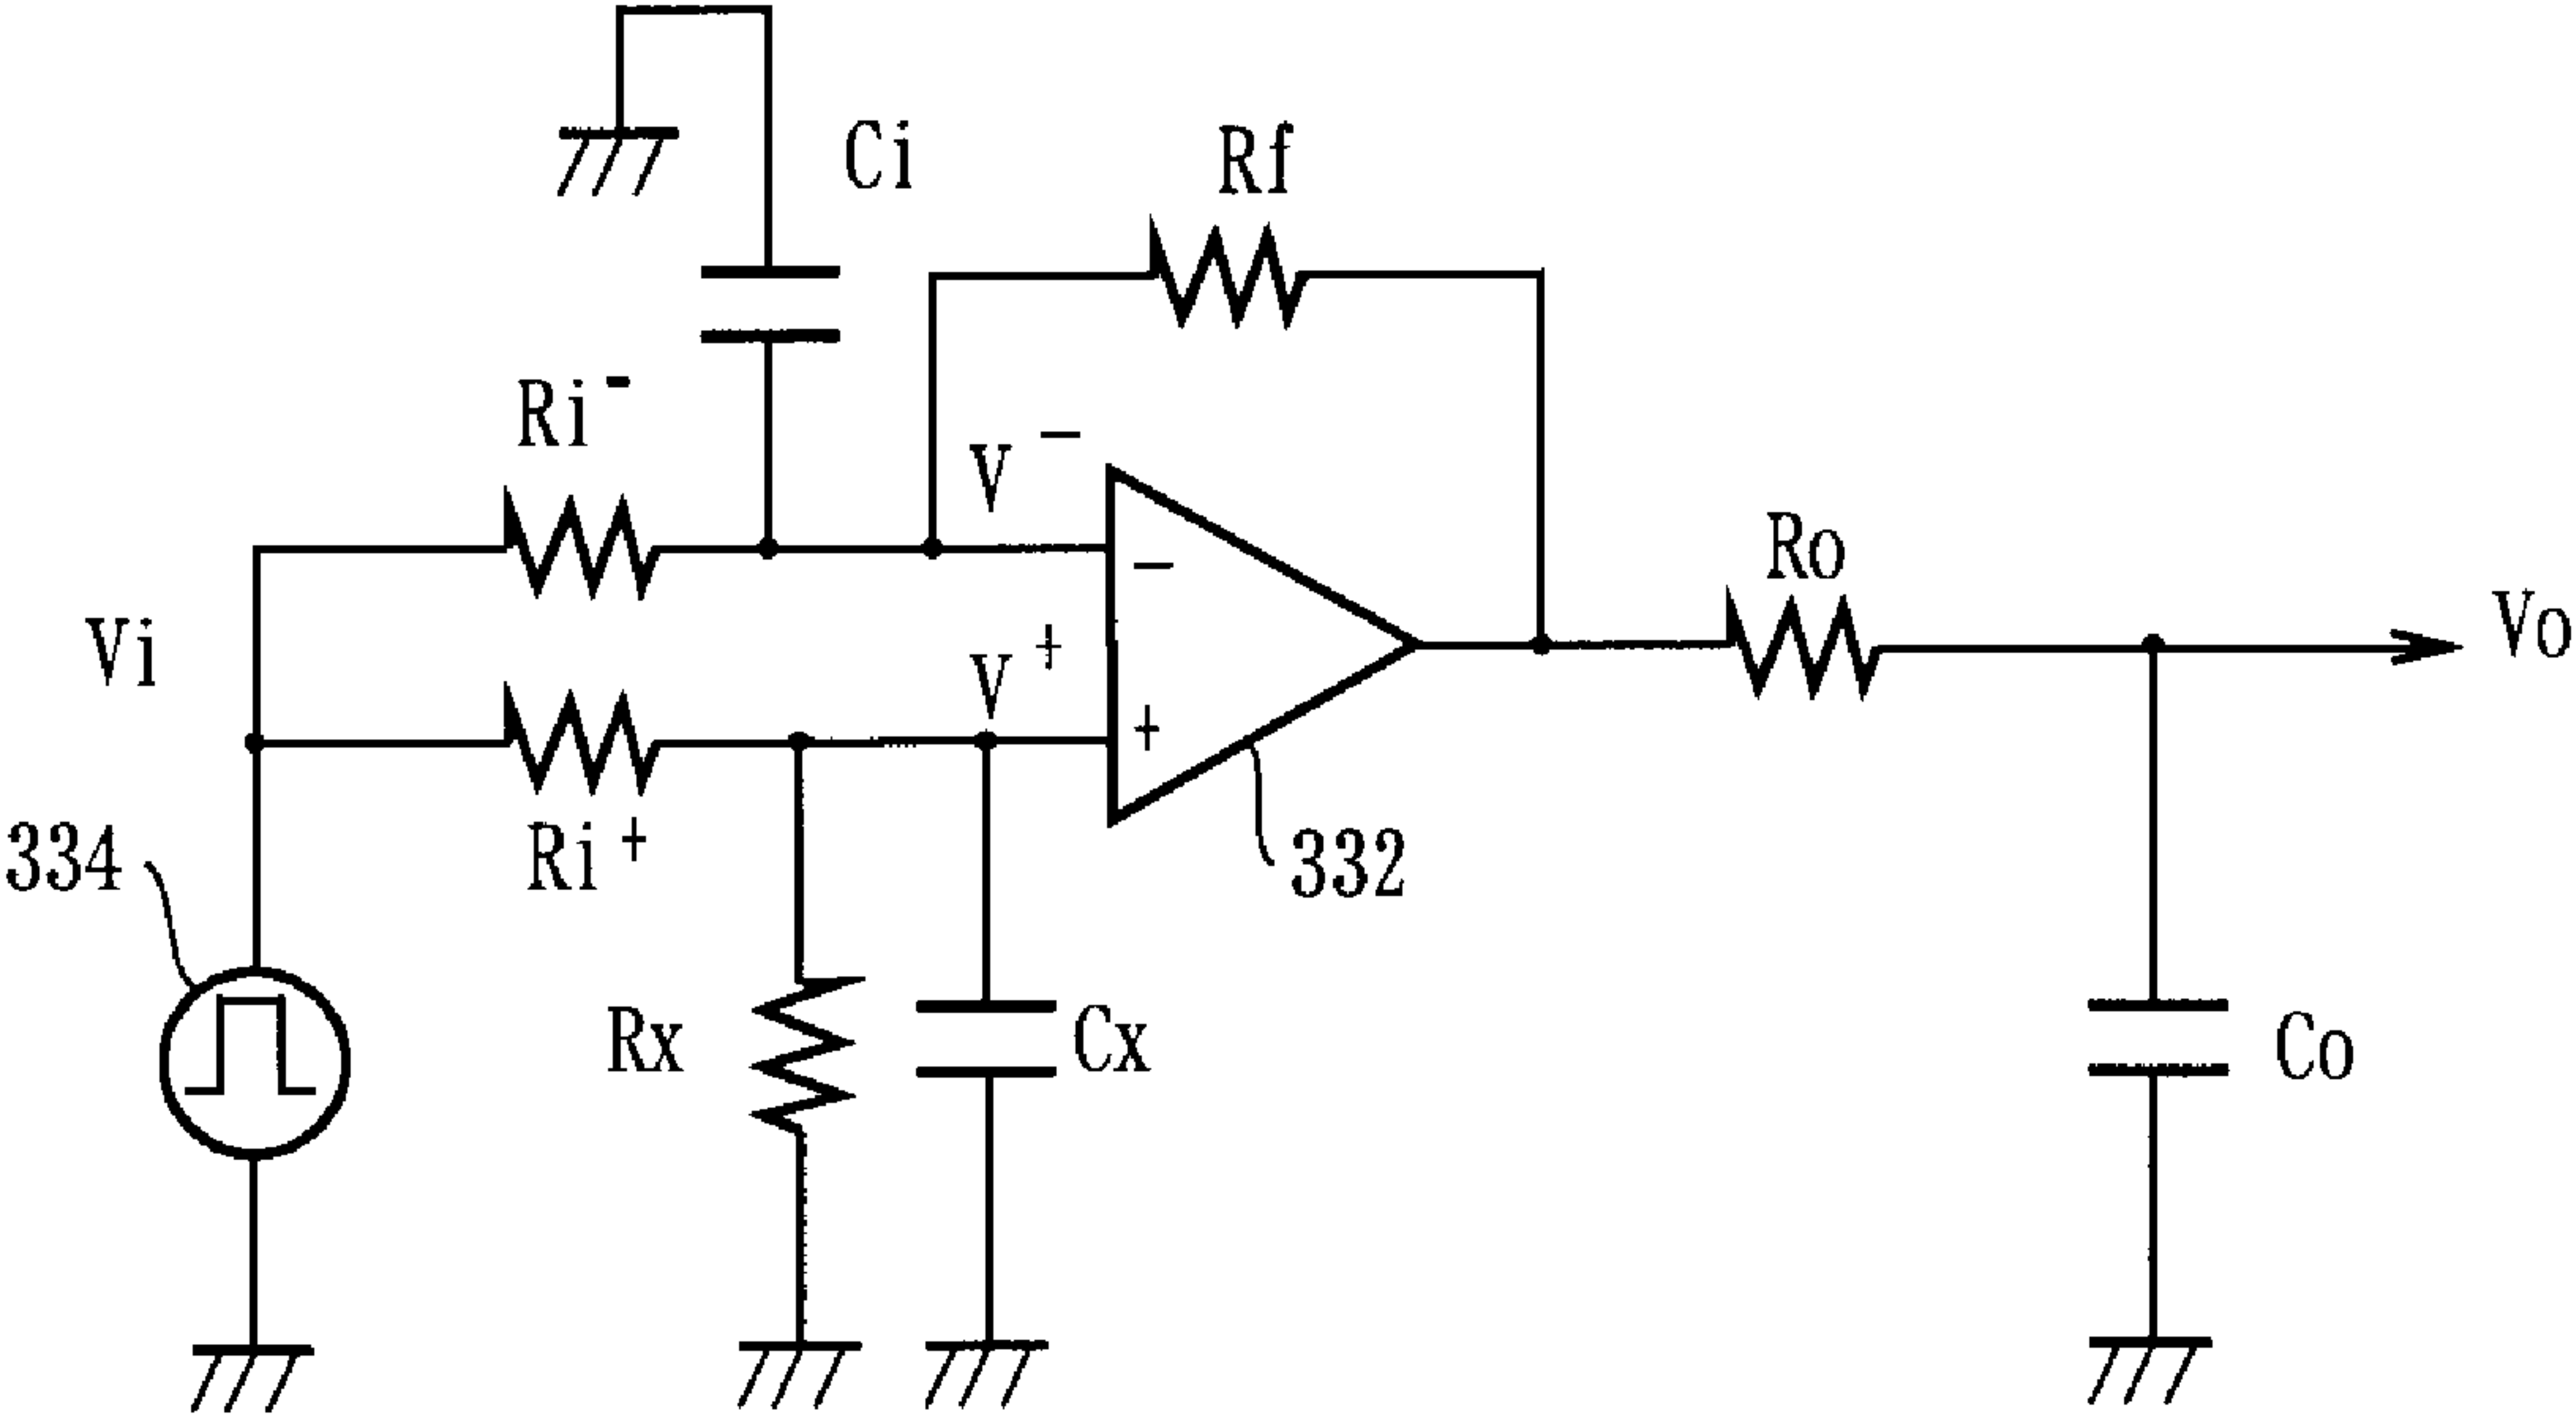 Ci
Rf
Ri⁻
V⁻
−
Ro
Vi
V⁺
Vo
+
334
Ri⁺
332
Rx
Cx
Co